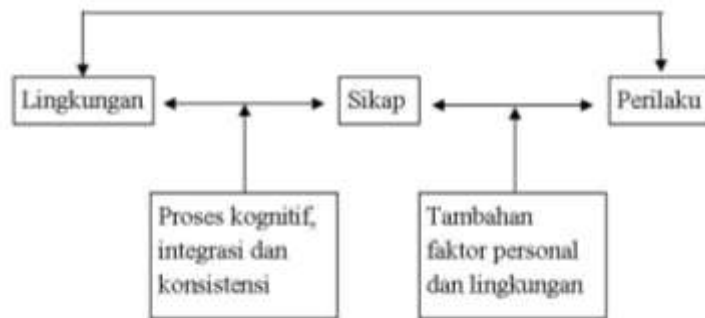 Lingkungan
Sikap
Perilaku
Proses kognitif,
integrasi dan
konsistensi
Tambahan
faktor personal
dan lingkungan